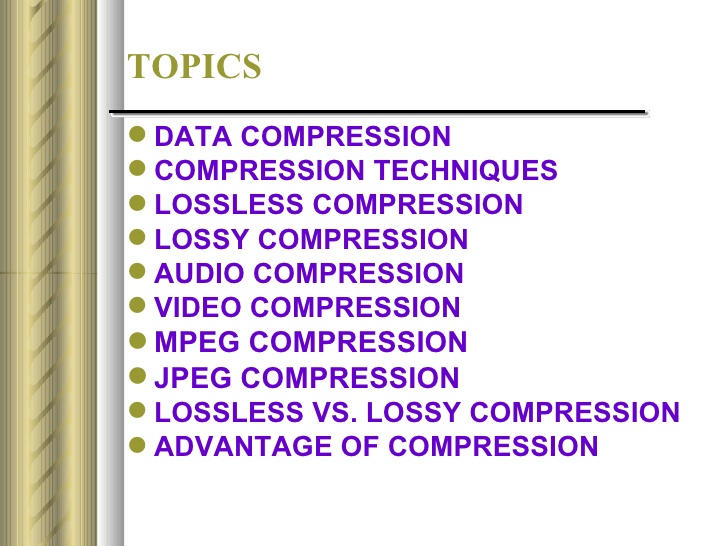 TOPICS
DATA COMPRESSION
COMPRESSION TECHNIQUES
LOSSLESS COMPRESSION
LOSSY COMPRESSION
AUDIO COMPRESSION
VIDEO COMPRESSION
MPEG COMPRESSION
JPEG COMPRESSION
LOSSLESS VS. LOSSY COMPRESSION
ADVANTAGE OF COMPRESSION